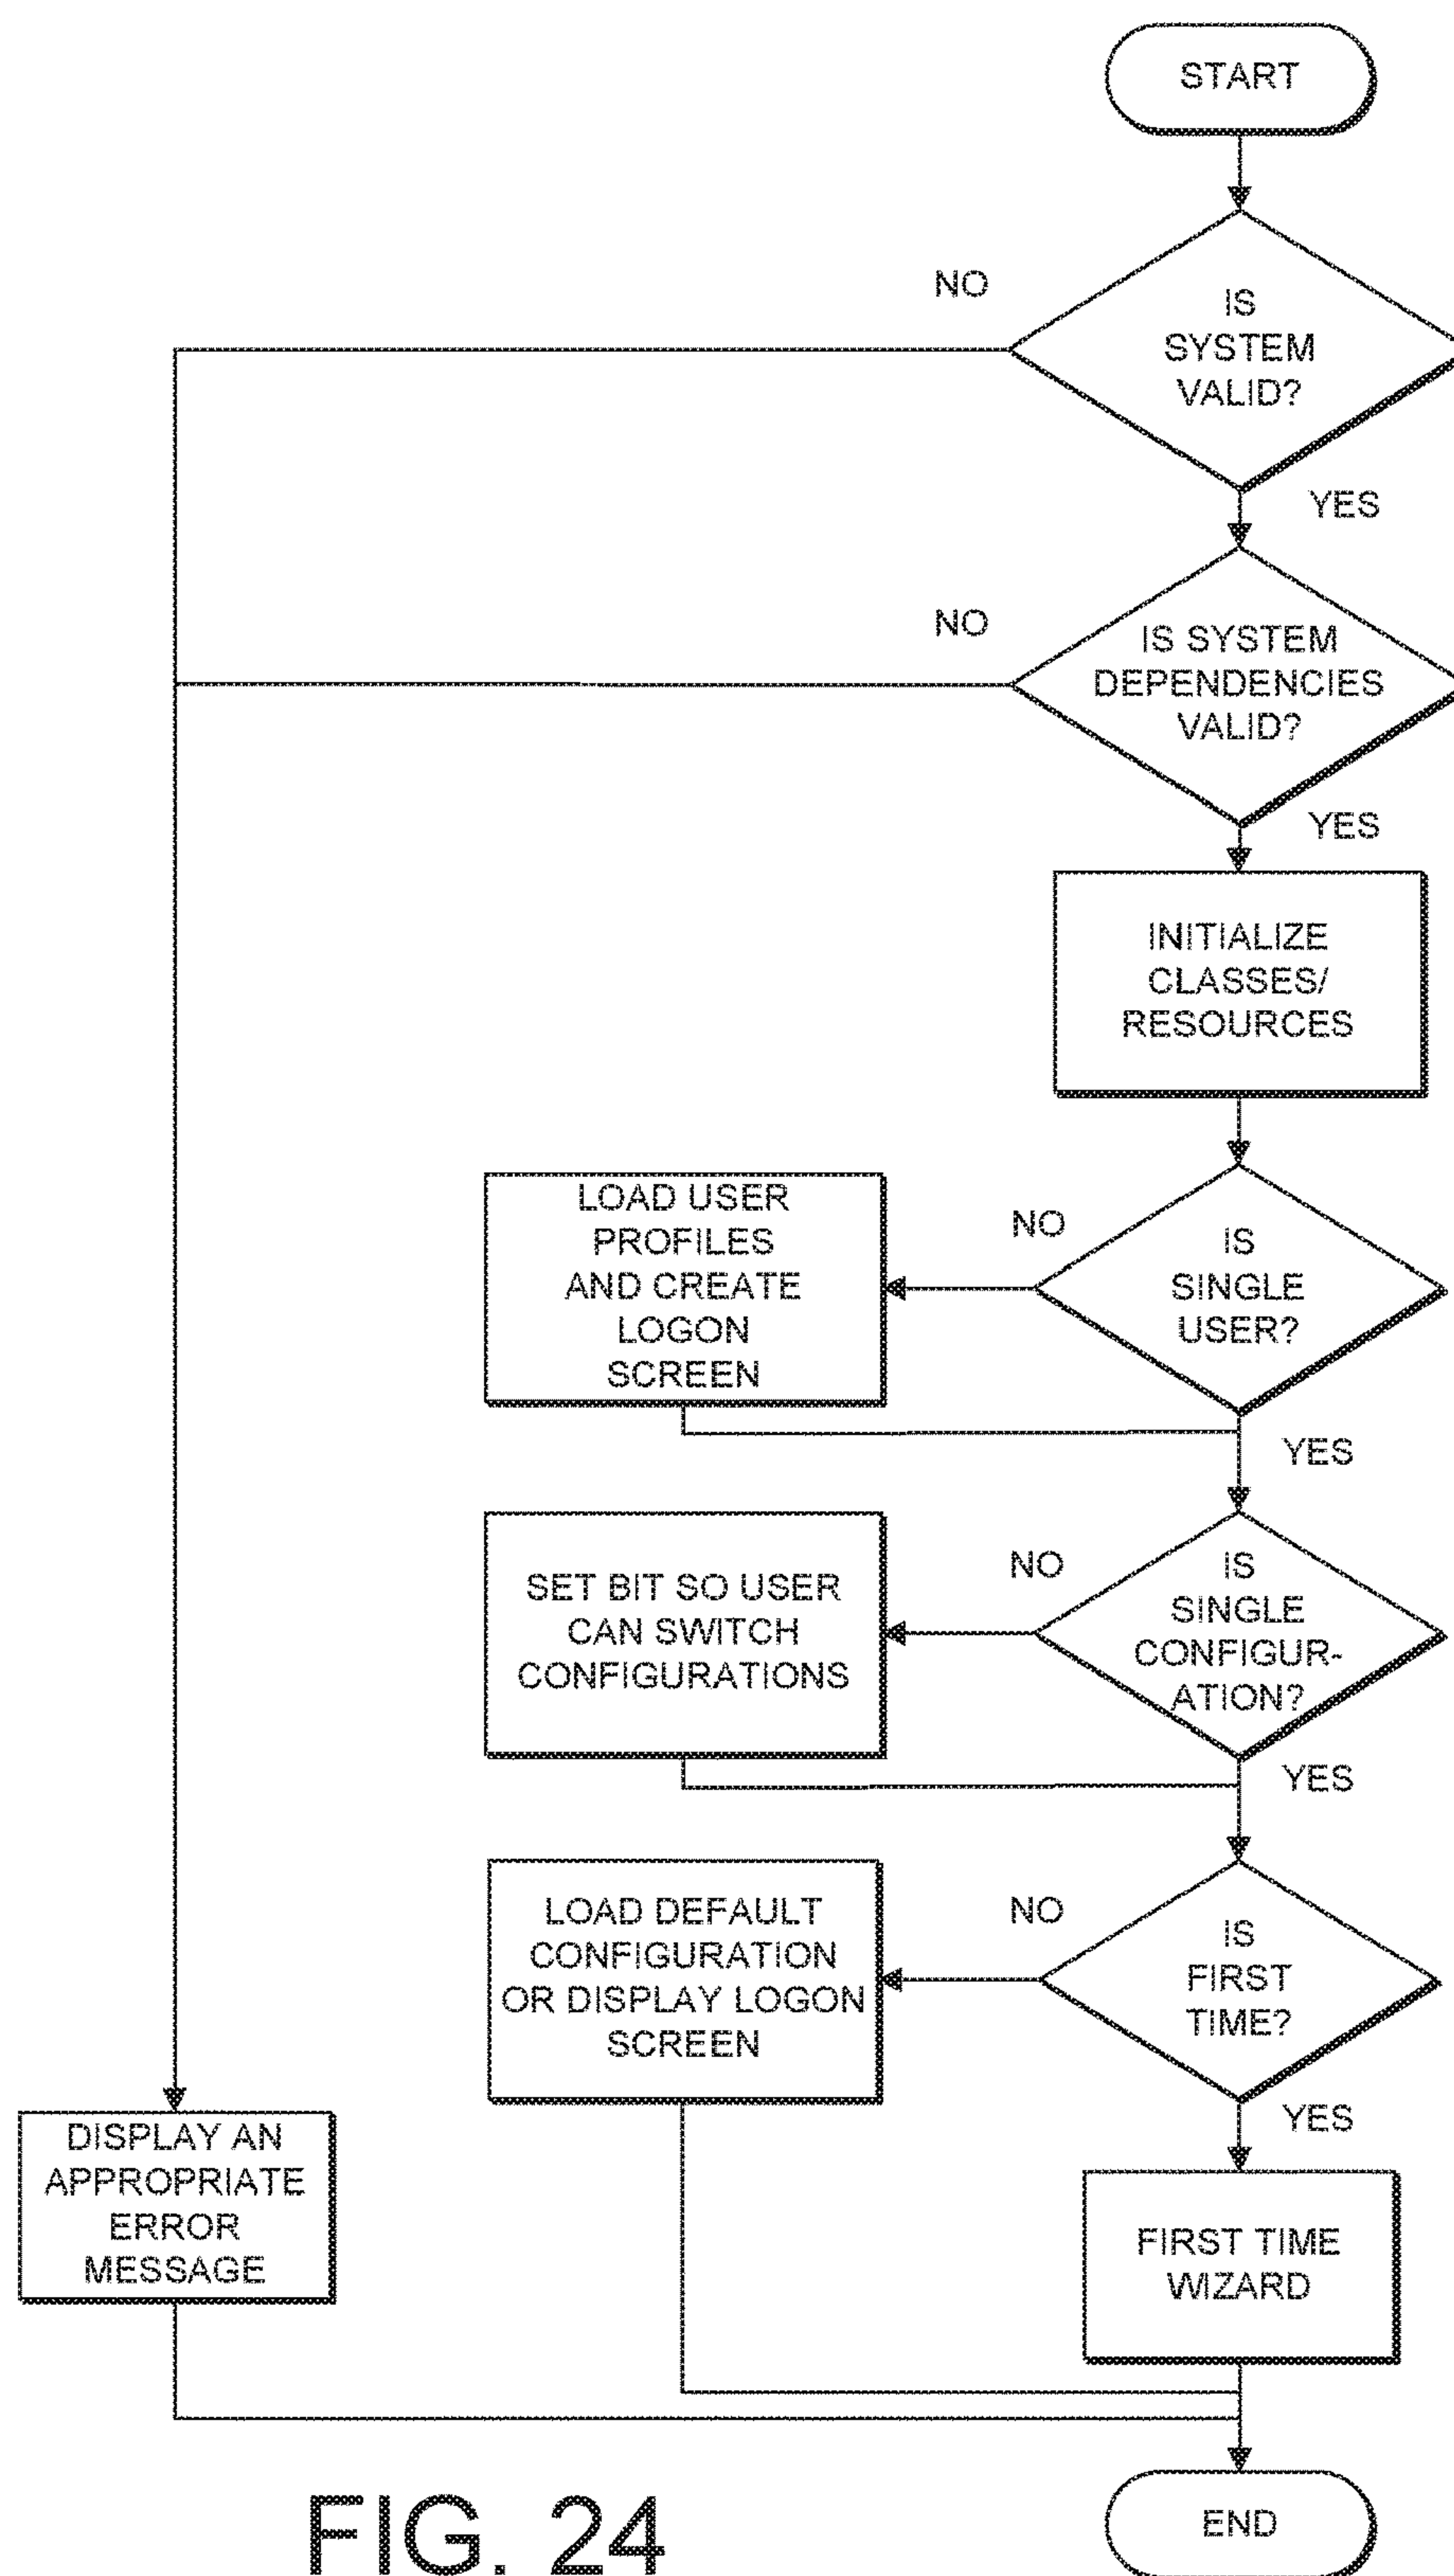 START
NO
IS
SYSTEM
VALID?
YES
NO
IS SYSTEM
DEPENDENCIES
VALID?
YES
INITIALIZE
CLASSES/
RESOURCES
LOAD USER
PROFILES
AND CREATE
LOGON
SCREEN
NO
IS
SINGLE
USER?
YES
SET BIT SO USER
CAN SWITCH
CONFIGURATIONS
NO
IS
SINGLE
CONFIGUR-
ATION?
YES
LOAD DEFAULT
CONFIGURATION
OR DISPLAY LOGON
SCREEN
NO
IS
FIRST
TIME?
YES
DISPLAY AN
APPROPRIATE
ERROR
MESSAGE
FIRST TIME
WIZARD
END
FIG. 24